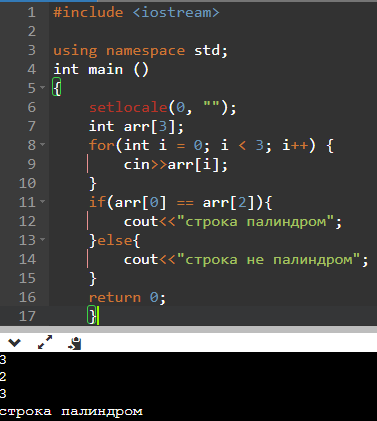 1 #include <iostream>
2
3 using namespace std;
4 int main ()
5 {
6 setlocale(0, "");
7 int arr[3];
8 for(int i = 0; i < 3; i++) {
9 cin>>arr[i];
10 }
11 if(arr[0] == arr[2]){
12 cout<<"строка палиндром";
13 }else{
14 cout<<"строка не палиндром";
15 }
16 return 0;
17 }
3
2
3
строка палиндром